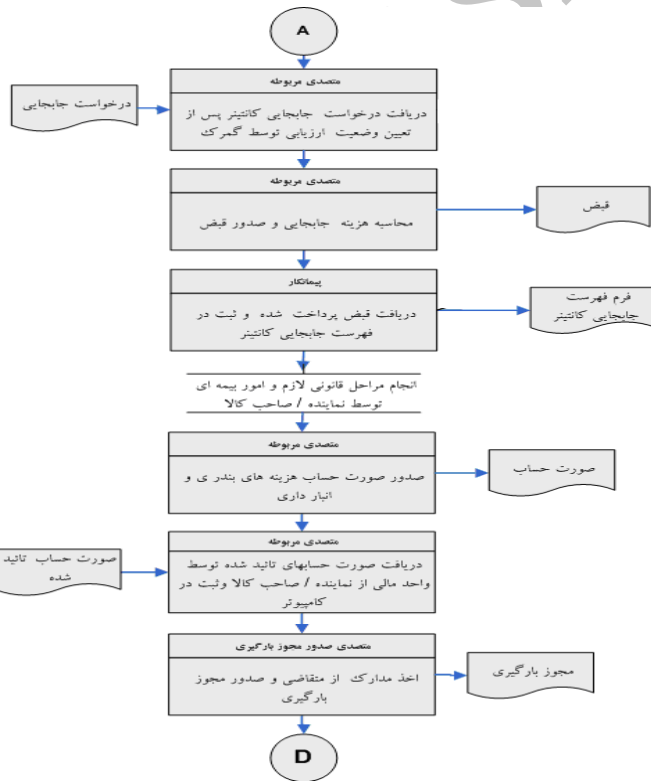 A
متصدی مربوطه
درخواست جابجایی
دریافت درخواست جابجایی کانتینر پس از
تعیین وضعیت ارزیابی توسط گمرک
متصدی مربوطه
محاسبه هزینه جابجایی و صدور قبض
قبض
پیمانکار
دریافت قبض پرداخت شده و ثبت در
فهرست جابجایی کانتینر
فرم فهرست
جابجایی کانتینر
انجام مراحل قانونی لازم و امور بیمه ای
توسط نماینده / صاحب کالا
متصدی مربوطه
صدور صورت حساب هزینه های بندر ی و
انبار داری
صورت حساب
متصدی مربوطه
صورت حساب تائید
شده
دریافت صورت حسابهای تائید شده توسط
واحد مالی از نماینده / صاحب کالا وثبت در
کامپیوتر
متصدی صدور مجوز بارگیری
اخذ مدارک از متقاضی و صدور مجوز
بارگیری
مجوز بارگیری
D